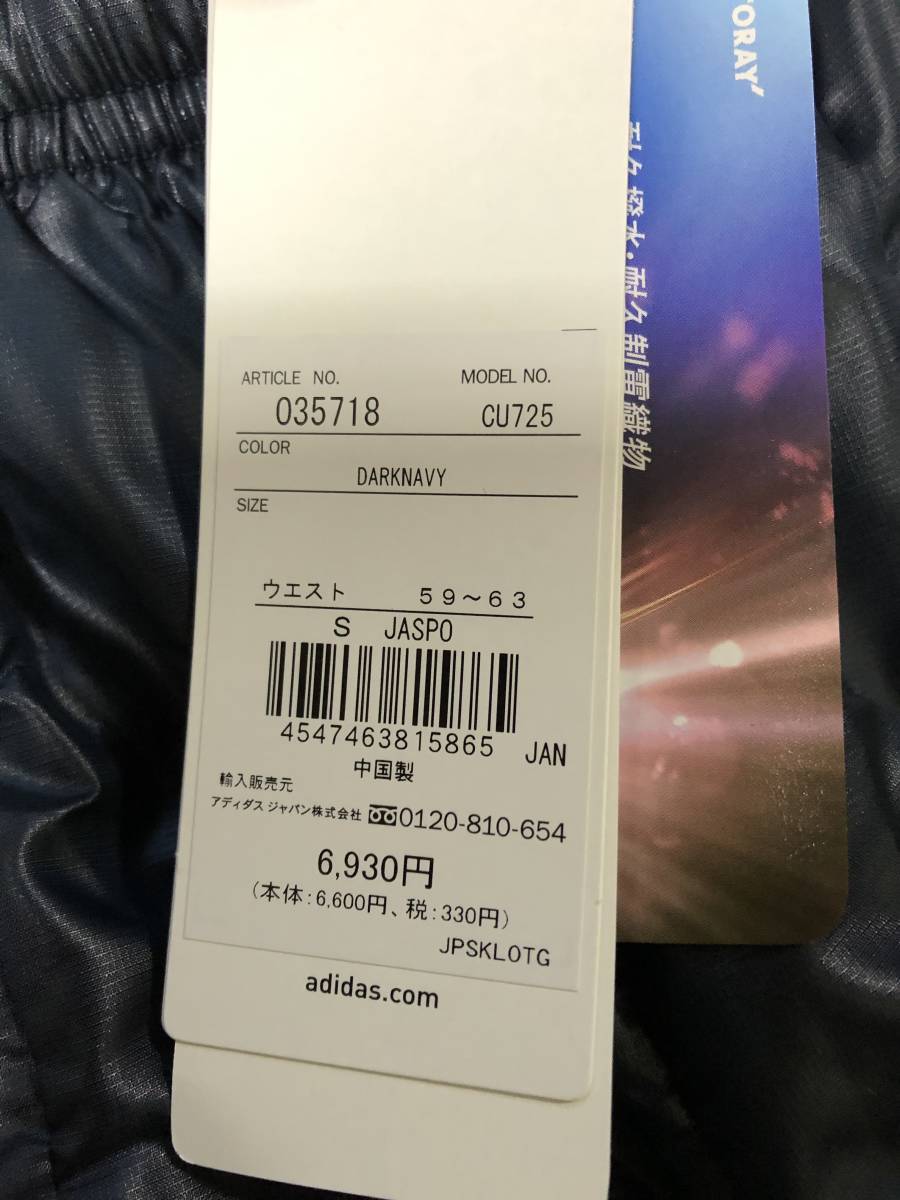 ARTICLE NO. MODEL NO.
035718 CU725
COLOR
DARKNAVY
SIZE
ウエスト 59～63
S JASPO
4547463815865 JAN
中国製
輸入販売元
アディダス ジャパン株式会社 0120-810-654
6,930円
(本体:6,600円、税:330円)
JPSKLOTG
adidas.com
TORAY'
耐久撥水・耐久制電織物